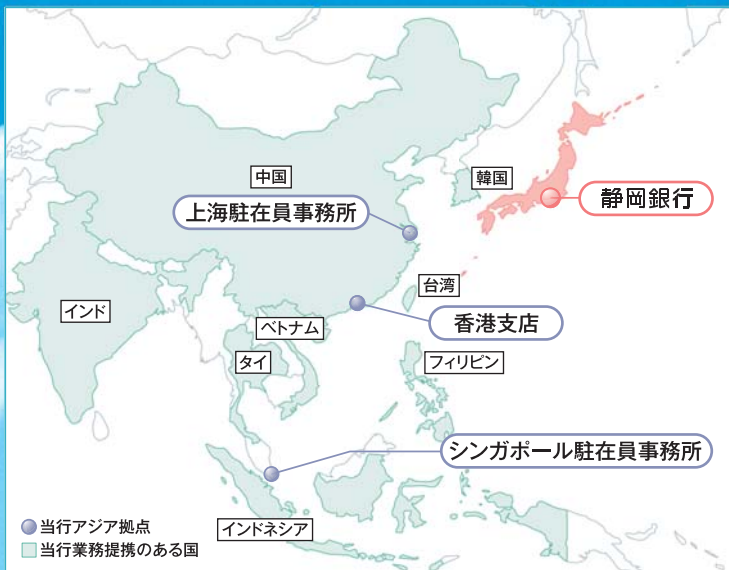 中国
韓国
静岡銀行
上海駐在員事務所
台湾
インド
香港支店
ベトナム
タイ
フィリピン
シンガポール駐在員事務所
インドネシア
当行アジア拠点
当行業務提携のある国